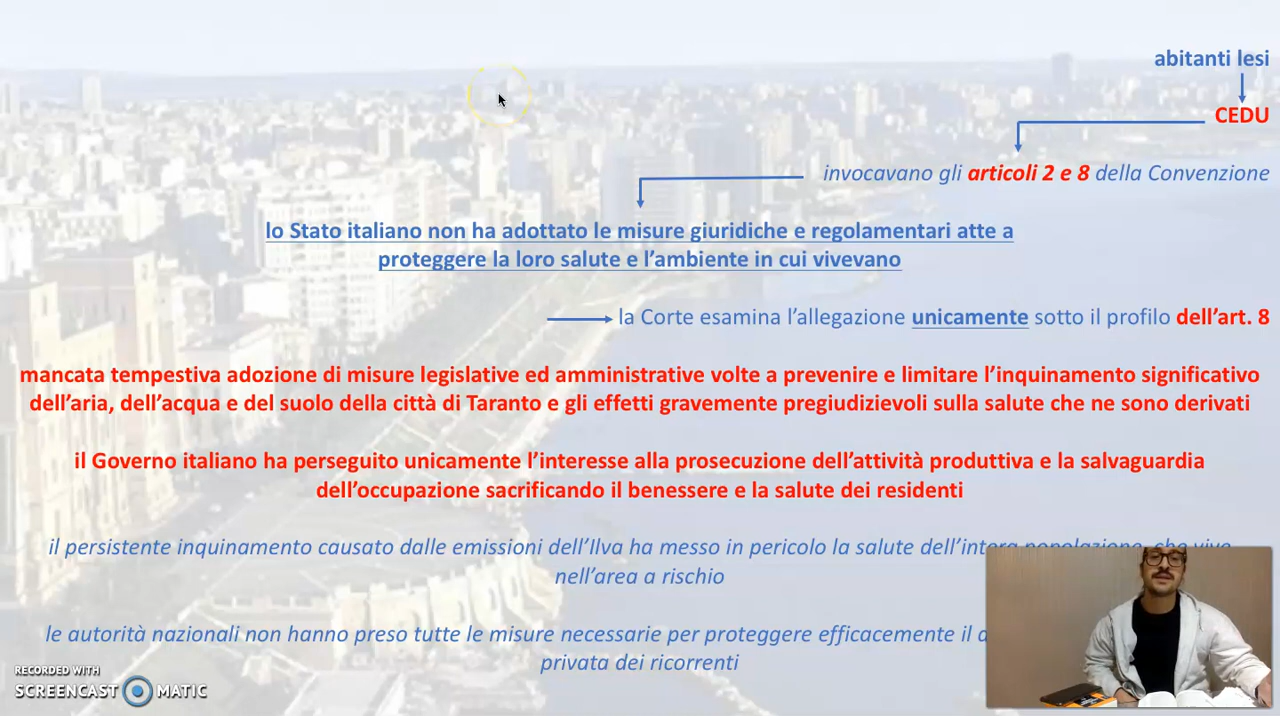 abitanti lesi
CEDU
invocavano gli articoli 2 e 8 della Convenzione
lo Stato italiano non ha adottato le misure giuridiche e regolamentari atte a
proteggere la loro salute e l’ambiente in cui vivevano
la Corte esamina l’allegazione unicamente sotto il profilo dell’art. 8
mancata tempestiva adozione di misure legislative ed amministrative volte a prevenire e limitare l’inquinamento significativo
dell’aria, dell’acqua e del suolo della città di Taranto e gli effetti gravemente pregiudizievoli sulla salute che ne sono derivati
il Governo italiano ha perseguito unicamente l’interesse alla prosecuzione dell’attività produttiva e la salvaguardia
dell’occupazione sacrificando il benessere e la salute dei residenti
il persistente inquinamento causato dalle emissioni dell’Ilva ha messo in pericolo la salute dell’intera popolazione, che vive
nell’area a rischio
le autorità nazionali non hanno preso tutte le misure necessarie per proteggere efficacemente il
privata dei ricorrenti
RECORDED WITH
SCREENCAST MATIC